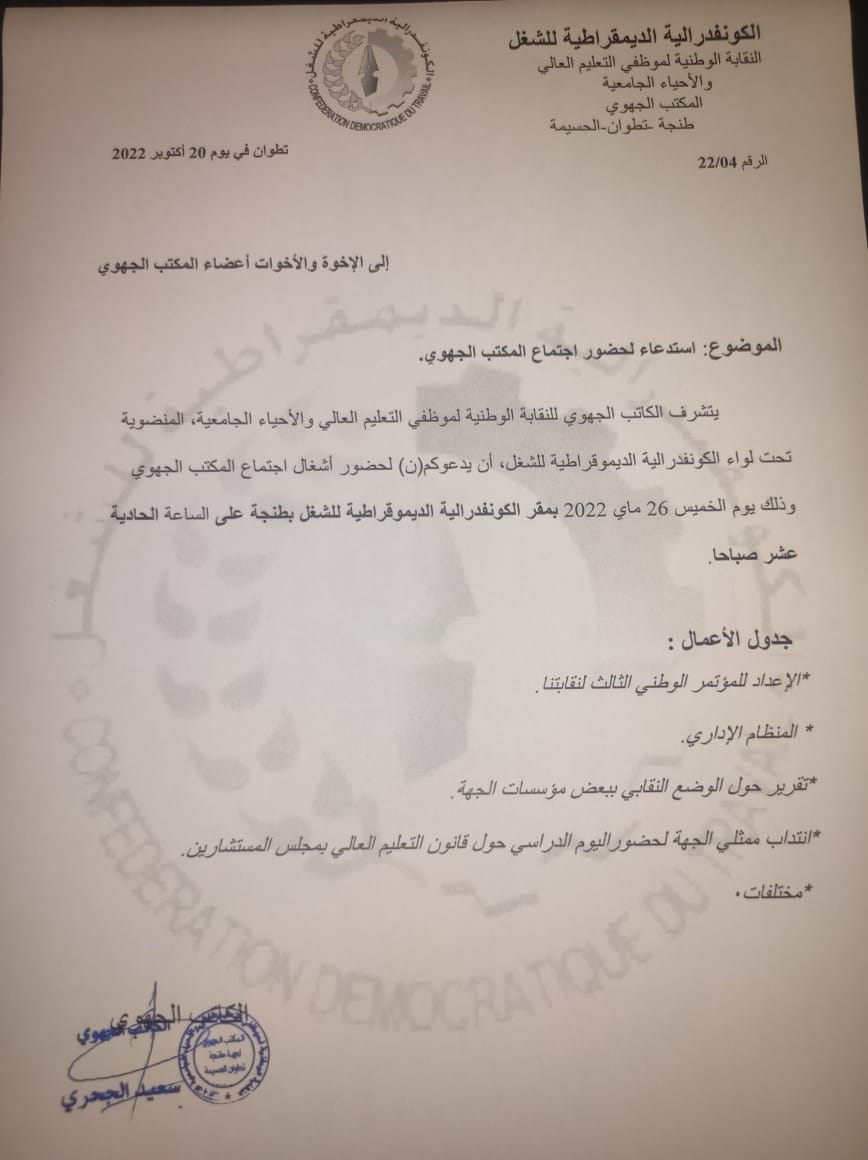 الكونفدرالية الديمقراطية للشغل
النقابة الوطنية لموظفي التعليم العالي
والأحياء الجامعية
المكتب الجهوي
طنجة -تطوان-الحسيمة
الكونفدرالية الديمقراطية للشغل
CONFEDERATION DEMOCRATIQUE DU TRAVAIL
الرقم 22/04
تطوان في يوم 20 أكتوبر 2022
إلى الإخوة والأخوات أعضاء المكتب الجهوي
الموضوع: استدعاء لحضور اجتماع المكتب الجهوي.
يتشرف الكاتب الجهوي للنقابة الوطنية لموظفي التعليم العالي والأحياء الجامعية، المنضوية
تحت لواء الكونفدرالية الديموقراطية للشغل، أن يدعوكم(ن) لحضور أشغال اجتماع المكتب الجهوي
وذلك يوم الخميس 26 ماي 2022 بمقر الكونفدرالية الديموقراطية للشغل بطنجة على الساعة الحادية
عشر صباحا.
جدول الأعمال :
*الإعداد للمؤتمر الوطني الثالث لنقابتنا.
* المنظام الإداري.
*تقرير حول الوضع النقابي ببعض مؤسسات الجهة.
*انتداب ممثلي الجهة لحضوراليوم الدراسي حول قانون التعليم العالي بمجلس المستشارين.
*مختلفات.
الكونفدرالية الديمقراطية للشغل
CONFEDERATION DEMOCRATIQUE DU TRAVAIL
الكاتب الجهوي
الكاتب الجهوي
سعيد الجحري
المكتب الجهوي
لجهة طنجة
تطوان الحسيمة